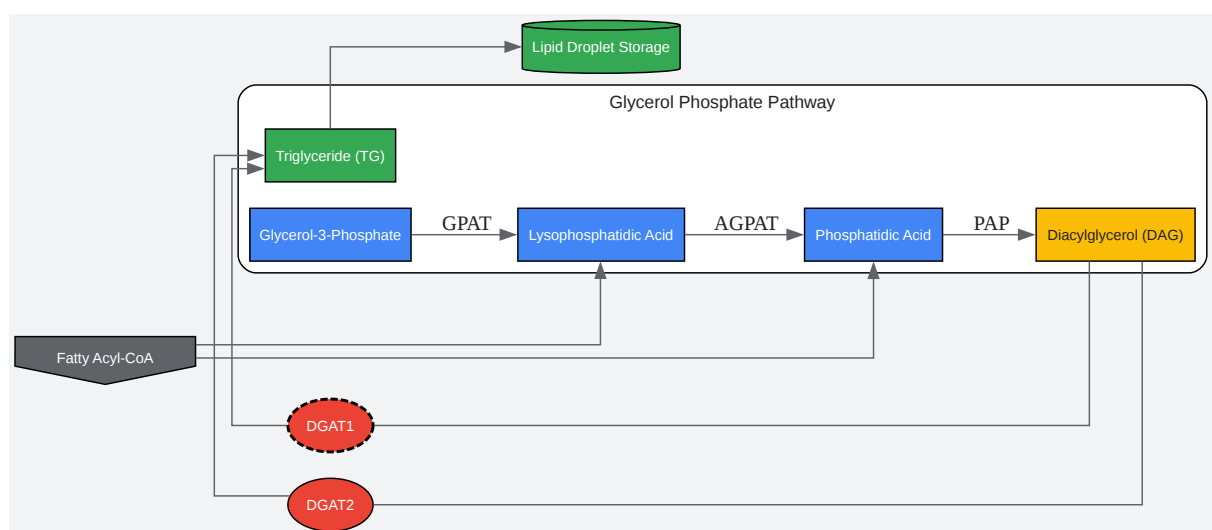 Lipid Droplet Storage
Glycerol Phosphate Pathway
Triglyceride (TG)
Glycerol-3-Phosphate
GPAT
Lysophosphatidic Acid
AGPAT
Phosphatidic Acid
PAP
Diacylglycerol (DAG)
Fatty Acyl-CoA
DGAT1
DGAT2